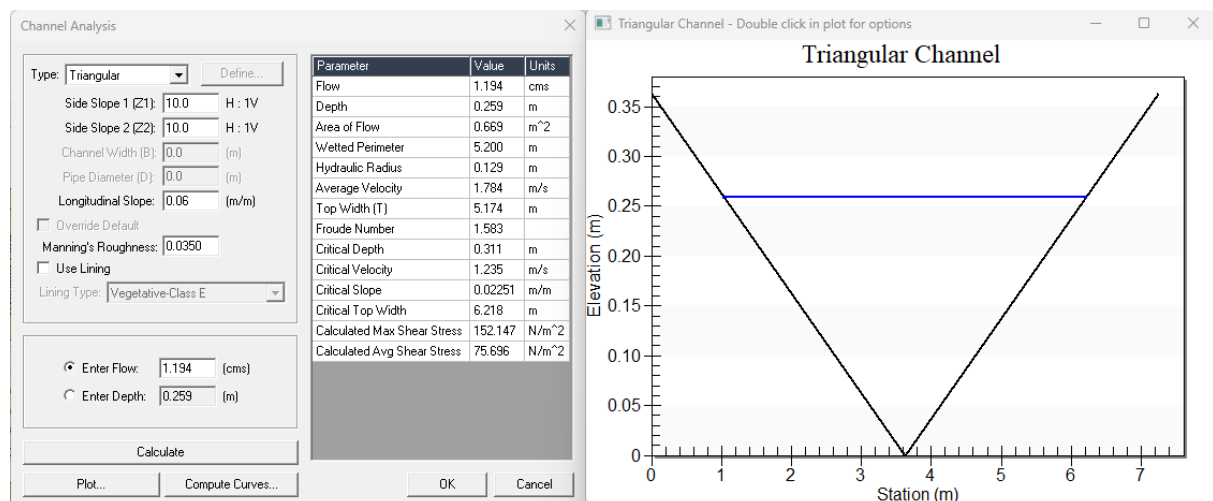 Channel Analysis
Type: Triangular Define...
Side Slope 1 (Z1): 10.0 H : 1V
Side Slope 2 (Z2): 10.0 H : 1V
Channel Width (B): 0.0 (m)
Pipe Diameter (D): 0.0 (m)
Longitudinal Slope: 0.06 (m/m)
Override Default
Manning's Roughness: 0.0350
Use Lining
Lining Type: Vegetative-Class E
Enter Flow: 1.194 (cms)
Enter Depth: 0.259 (m)
Calculate
Plot... Compute Curves...
Parameter Value Units
Flow 1.194 cms
Depth 0.259 m
Area of Flow 0.669 m^2
Wetted Perimeter 5.200 m
Hydraulic Radius 0.129 m
Average Velocity 1.784 m/s
Top Width (T) 5.174 m
Froude Number 1.583
Critical Depth 0.311 m
Critical Velocity 1.235 m/s
Critical Slope 0.02251 m/m
Critical Top Width 6.218 m
Calculated Max Shear Stress 152.147 N/m^2
Calculated Avg Shear Stress 75.696 N/m^2
OK Cancel
Triangular Channel - Double click in plot for options
Triangular Channel
Elevation (m)
0.35
0.30
0.25
0.20
0.15
0.10
0.05
0
0 1 2 3 4 5 6 7
Station (m)